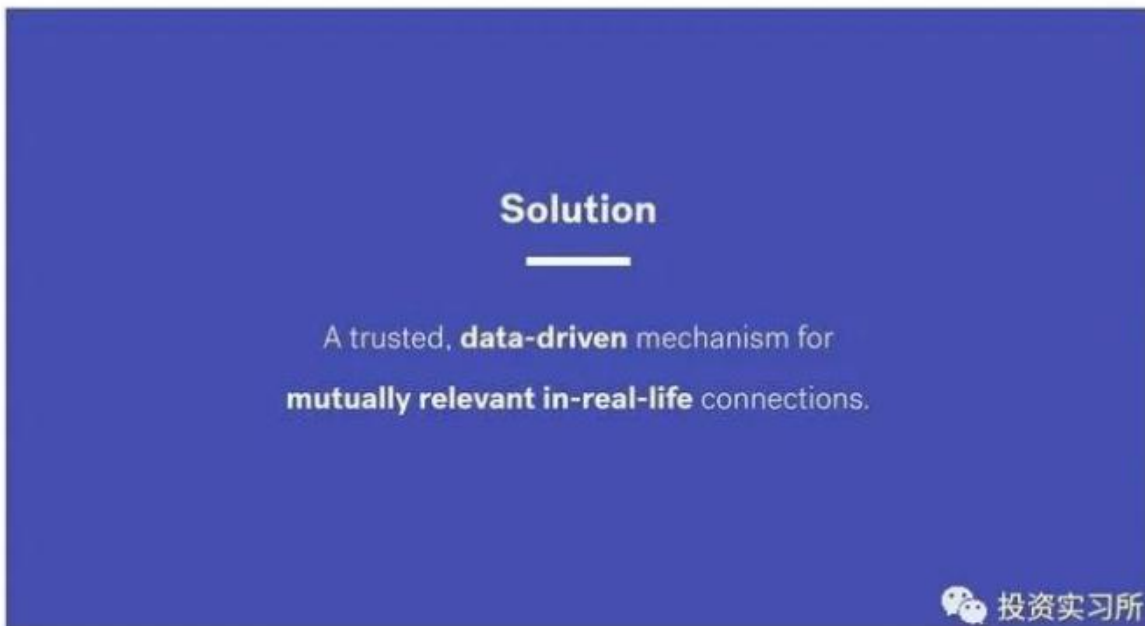 Solution
A trusted, data-driven mechanism for
mutually relevant in-real-life connections.
投资实习所